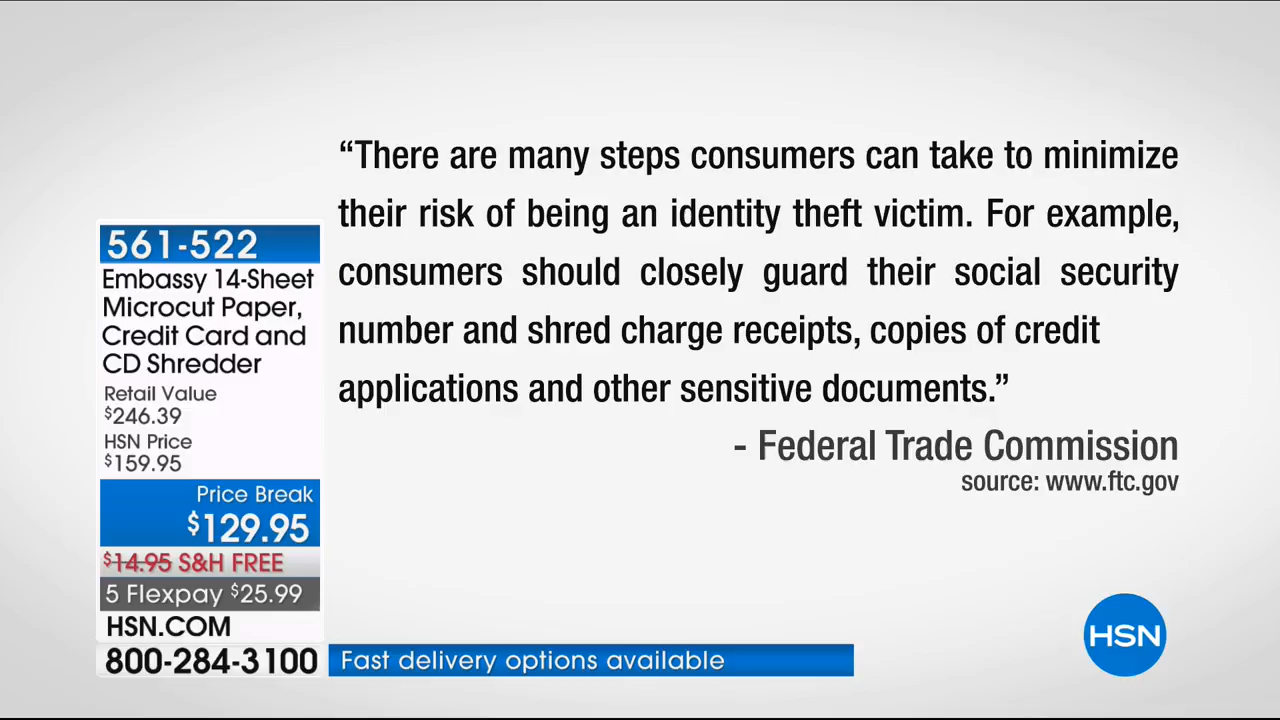 “There are many steps consumers can take to minimize
their risk of being an identity theft victim. For example,
consumers should closely guard their social security
number and shred charge receipts, copies of credit
applications and other sensitive documents.”
- Federal Trade Commission
source: www.ftc.gov
561-522
Embassy 14-Sheet
Microcut Paper,
Credit Card and
CD Shredder
Retail Value
$246.39
HSN Price
$159.95
Price Break
$129.95
$14.95 S&H FREE
5 Flexpay $25.99
HSN.COM
800-284-3100
Fast delivery options available
HSN